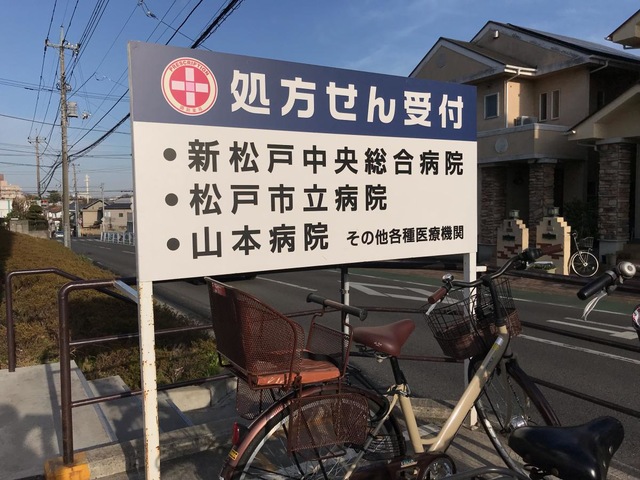 PRESCRIPTION
処方せん受付
• 新松戸中央総合病院
• 松戸市立病院
• 山本病院 その他各種医療機関